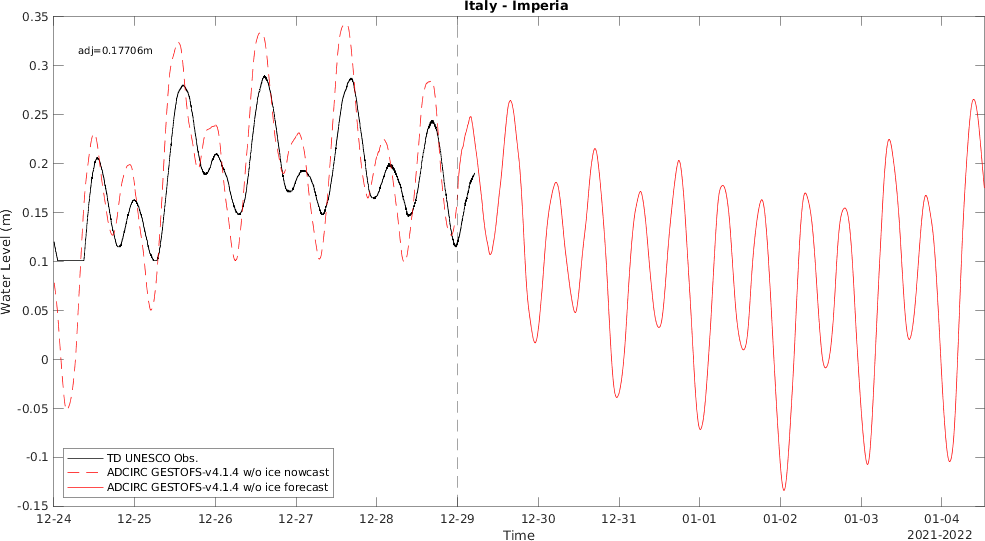 Italy - Imperia
adj=0.17706m
Water Level (m)
0.35
0.3
0.25
0.2
0.15
0.1
0.05
0
-0.05
-0.1
-0.15
TD UNESCO Obs.
ADCIRC GESTOFS-v4.1.4 w/o ice nowcast
ADCIRC GESTOFS-v4.1.4 w/o ice forecast
12-24 12-25 12-26 12-27 12-28 12-29 12-30 12-31 01-01 01-02 01-03 01-04
Time
2021-2022